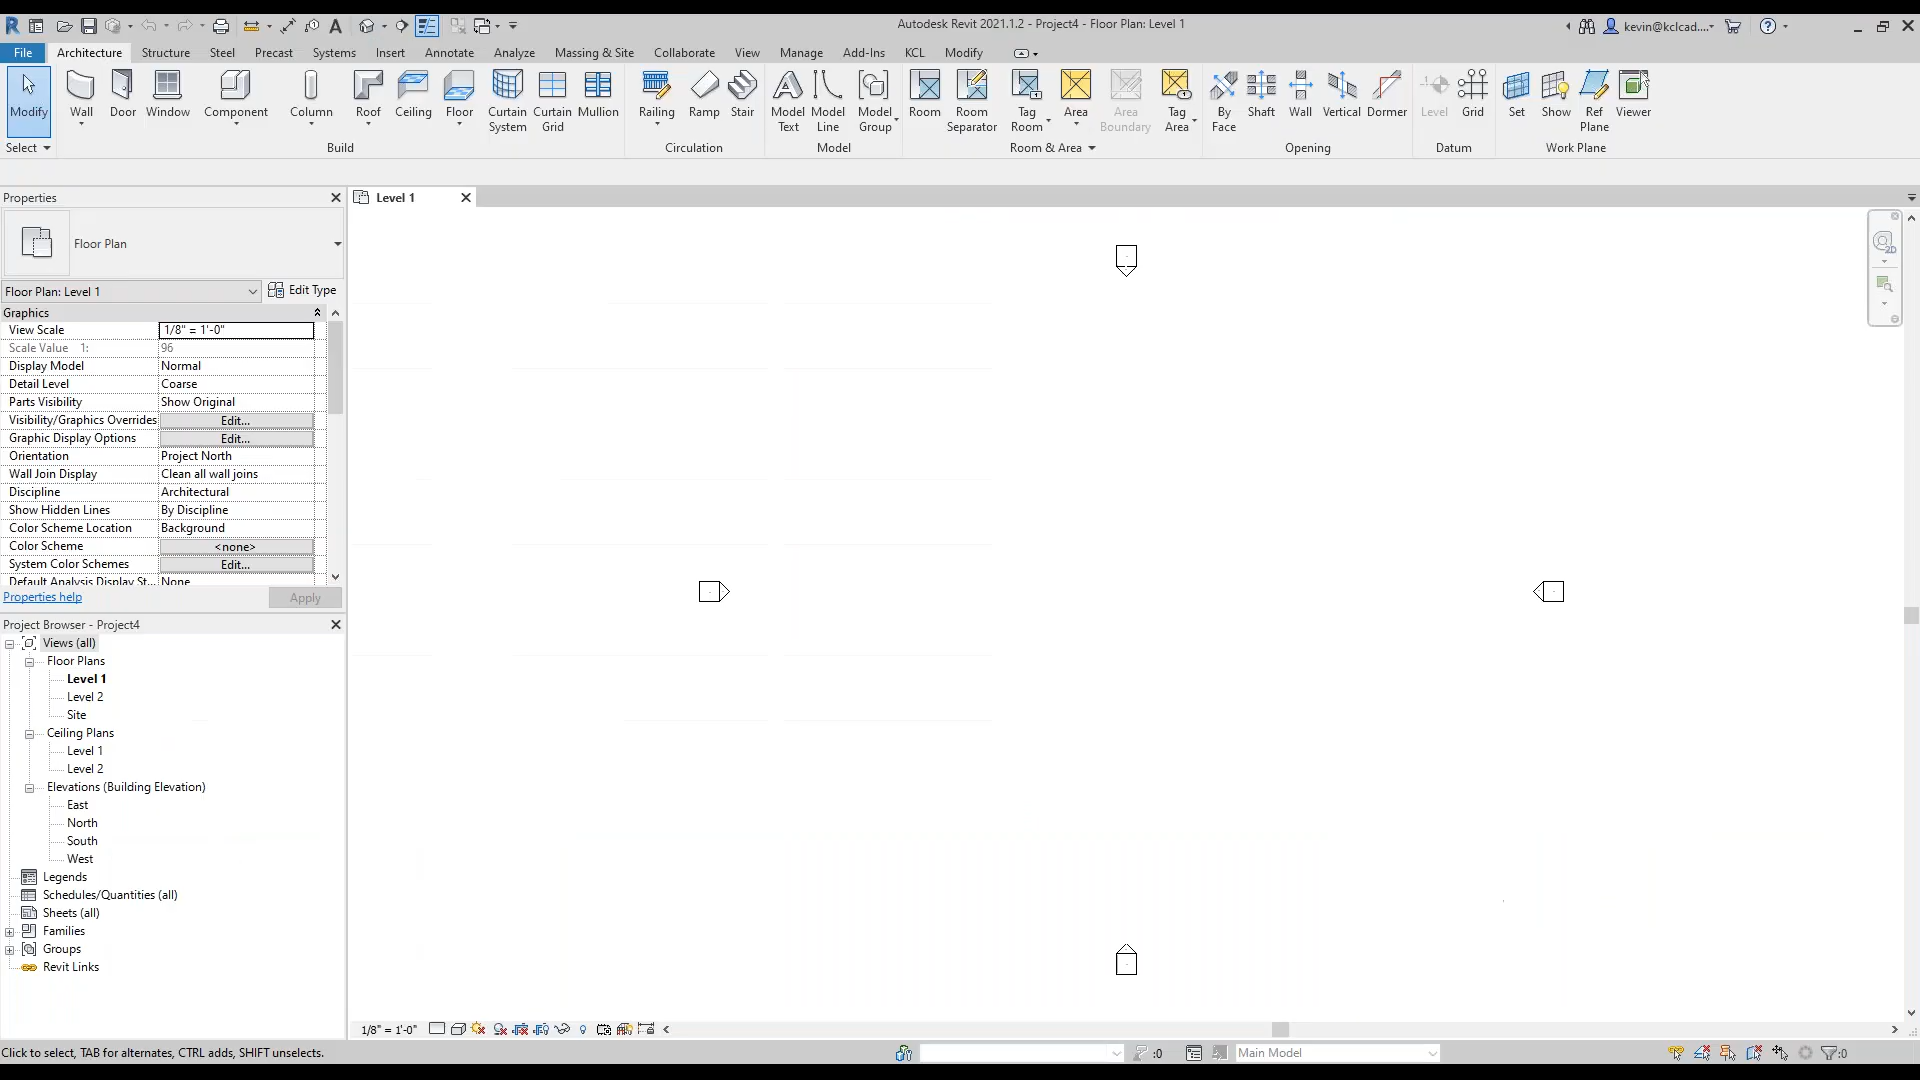 Autodesk Revit 2021.1.2 - Project4 - Floor Plan: Level 1
kevin@kclcad....
File Architecture Structure Steel Precast Systems Insert Annotate Analyze Massing & Site Collaborate View Manage Add-Ins KCL Modify
Modify Wall Door Window Component Column Roof Ceiling Floor Curtain System Curtain Grid Mullion Railing Ramp Stair Model Text Model Line Model Group Room Room Separator Tag Room Area Area Boundary Tag Area By Face Shaft Wall Vertical Dormer Level Grid Set Show Ref Plane Viewer
Select Build Circulation Model Room & Area Opening Datum Work Plane
Properties
Level 1
Floor Plan
Floor Plan: Level 1 Edit Type
Graphics
View Scale 1/8" = 1'-0"
Scale Value 1: 96
Display Model Normal
Detail Level Coarse
Parts Visibility Show Original
Visibility/Graphics Overrides Edit...
Graphic Display Options Edit...
Orientation Project North
Wall Join Display Clean all wall joins
Discipline Architectural
Show Hidden Lines By Discipline
Color Scheme Location Background
Color Scheme <none>
System Color Schemes Edit...
Default Analysis Display St... None
Properties help Apply
Project Browser - Project4
Views (all)
Floor Plans
Level 1
Level 2
Site
Ceiling Plans
Level 1
Level 2
Elevations (Building Elevation)
East
North
South
West
Legends
Schedules/Quantities (all)
Sheets (all)
Families
Groups
Revit Links
1/8" = 1'-0"
Click to select, TAB for alternates, CTRL adds, SHIFT unselects.
:0
Main Model
:0